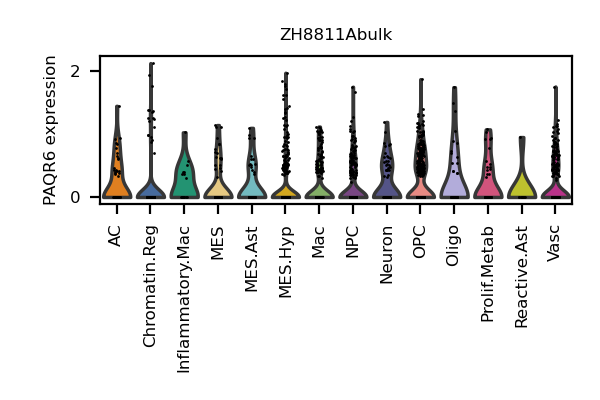 ZH8811Abulk
PAQR6 expression
2
0
AC
Chromatin.Reg
Inflammatory.Mac
MES
MES.Ast
MES.Hyp
Mac
NPC
Neuron
OPC
Oligo
Prolif.Metab
Reactive.Ast
Vasc